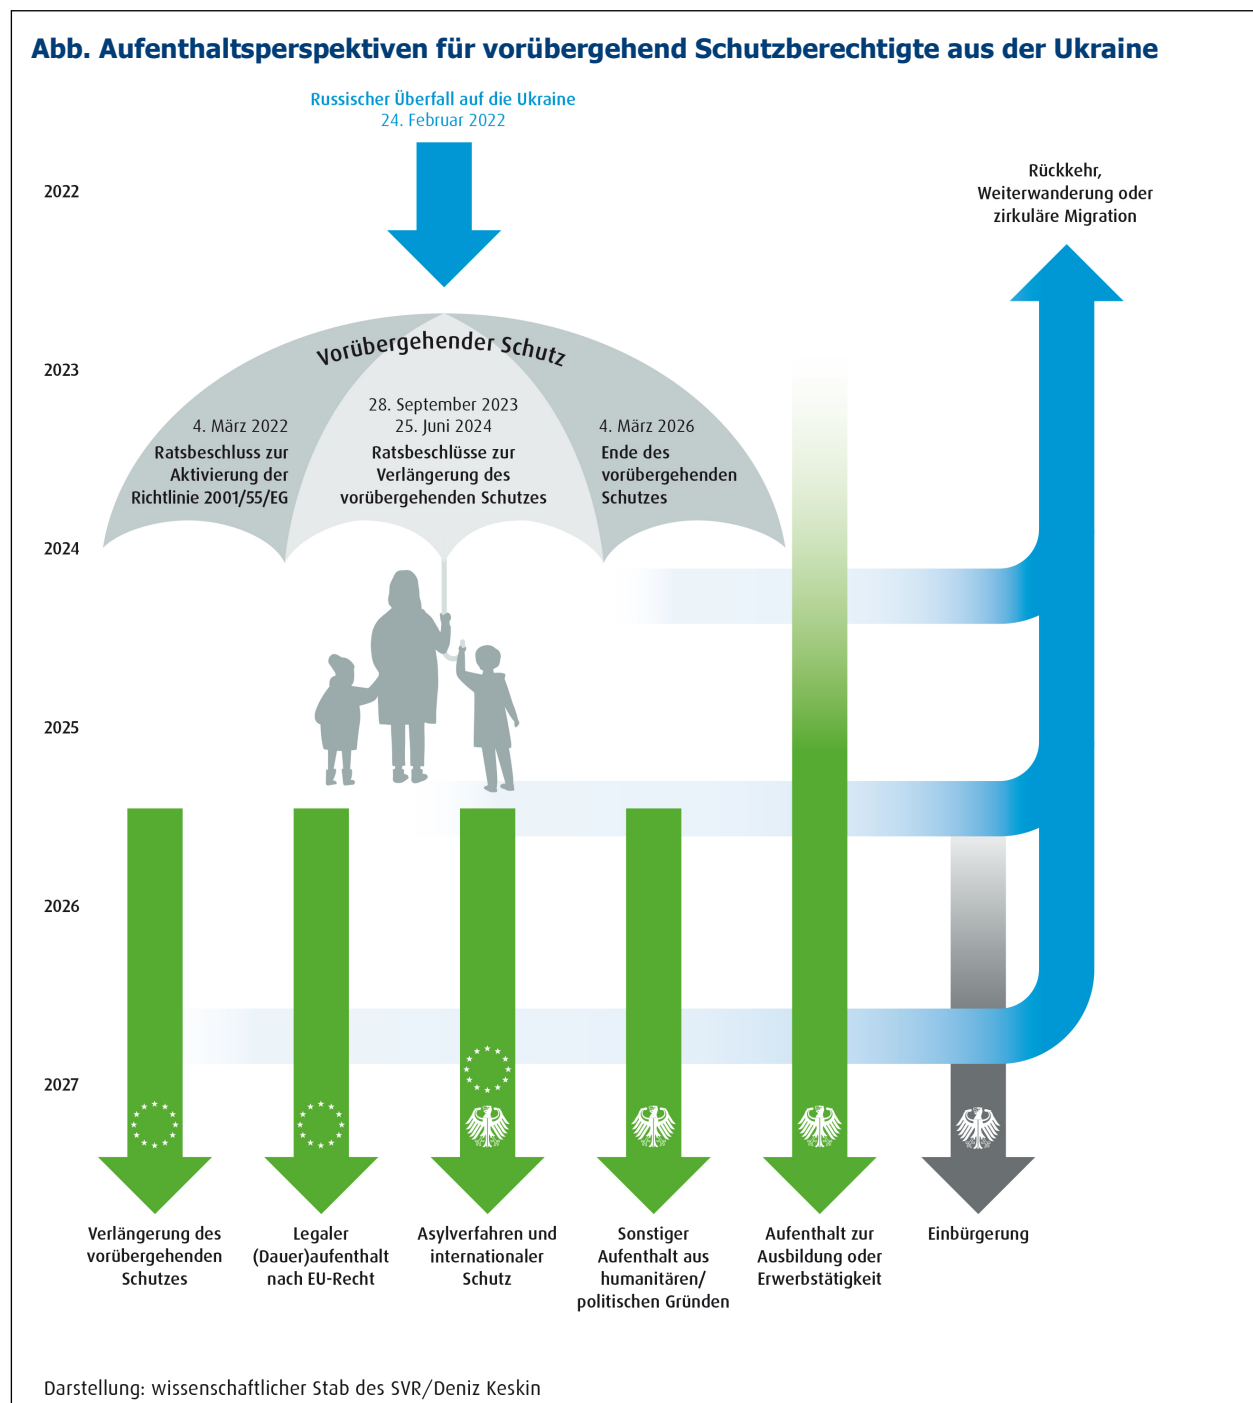 Abb. Aufenthaltsperspektiven für vorübergehend Schutzberechtigte aus der Ukraine
Russischer Überfall auf die Ukraine
24. Februar 2022
2022
Rückkehr,
Weiterwanderung oder
zirkuläre Migration
Vorübergehender Schutz
2023
4. März 2022
Ratsbeschluss zur
Aktivierung der
Richtlinie 2001/55/EG
28. September 2023
25. Juni 2024
Ratsbeschlüsse zur
Verlängerung des
vorübergehenden Schutzes
4. März 2026
Ende des
vorübergehenden
Schutzes
2024
2025
2026
2027
Verlängerung des
vorübergehenden
Schutzes
Legaler
(Dauer)aufenthalt
nach EU-Recht
Asylverfahren und
internationaler
Schutz
Sonstiger
Aufenthalt aus
humanitären/
politischen Gründen
Aufenthalt zur
Ausbildung oder
Erwerbstätigkeit
Einbürgerung
Darstellung: wissenschaftlicher Stab des SVR/Deniz Keskin